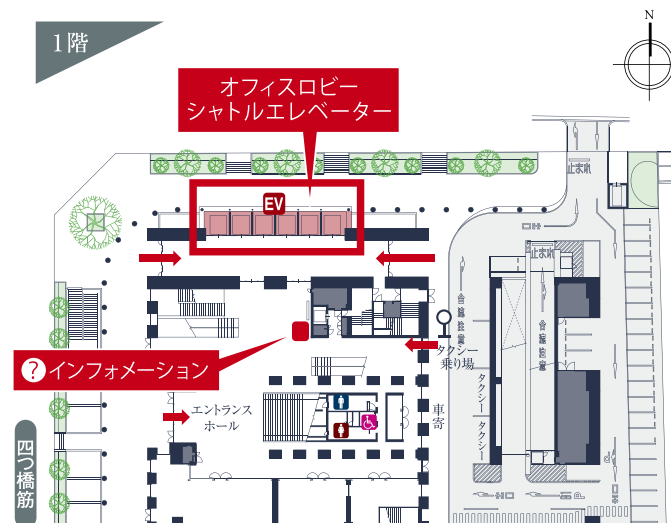 1階
N
オフィスロビー
シャトルエレベーター
EV
止まれ
出口
止まれ
?インフォメーション
タクシー
乗り場
エントランス
ホール
車寄
タクシー
タクシー
四つ橋筋